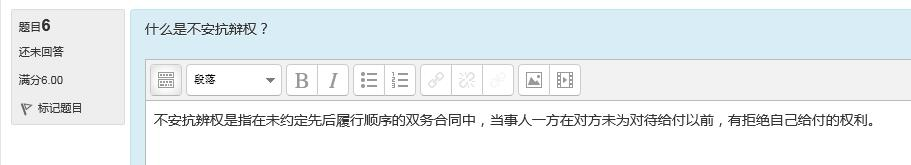 题目6
还未回答
满分6.00
标记题目
什么是不安抗辩权？
段落
B I
不安抗辨权是指在未约定先后履行顺序的双务合同中，当事人一方在对方未为对待给付以前，有拒绝自己给付的权利。